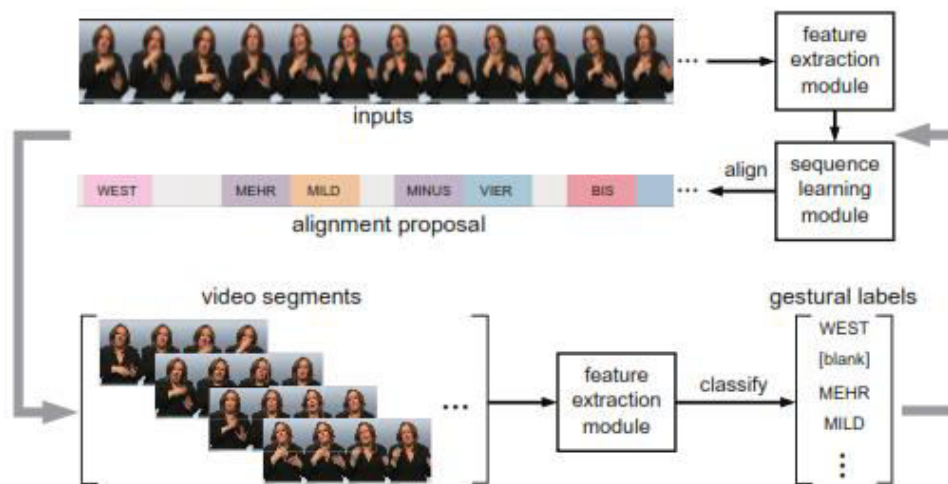 feature
extraction
module
inputs
align
sequence
learning
module
WEST MEHR MILD MINUS VIER BIS
alignment proposal
video segments
gestural labels
WEST
[blank]
MEHR
MILD
feature
extraction
module
classify